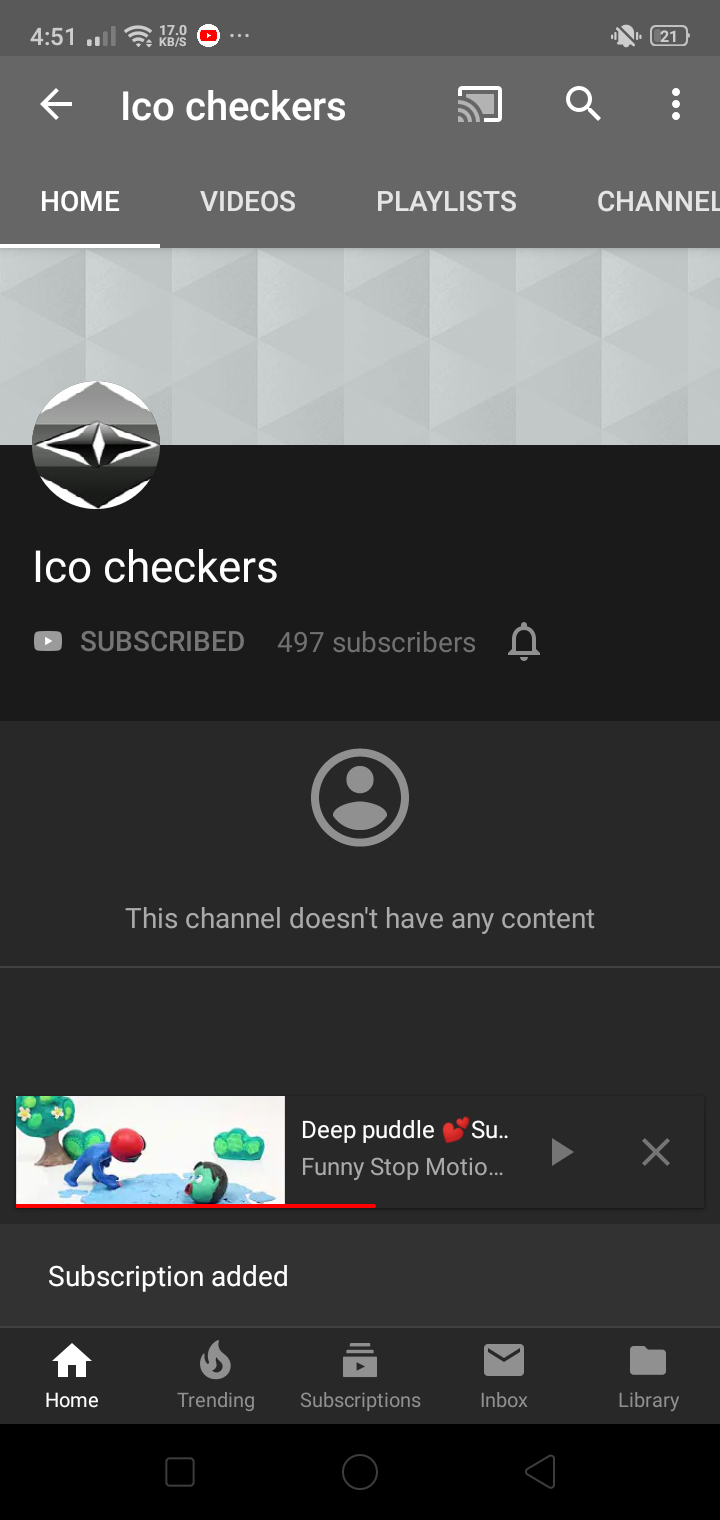 4:51 17.0 KB/S ... 21
Ico checkers
HOME VIDEOS PLAYLISTS CHANNEL
Ico checkers
SUBSCRIBED 497 subscribers
This channel doesn't have any content
Deep puddle 💕Su..
Funny Stop Motio...
Subscription added
Home Trending Subscriptions Inbox Library